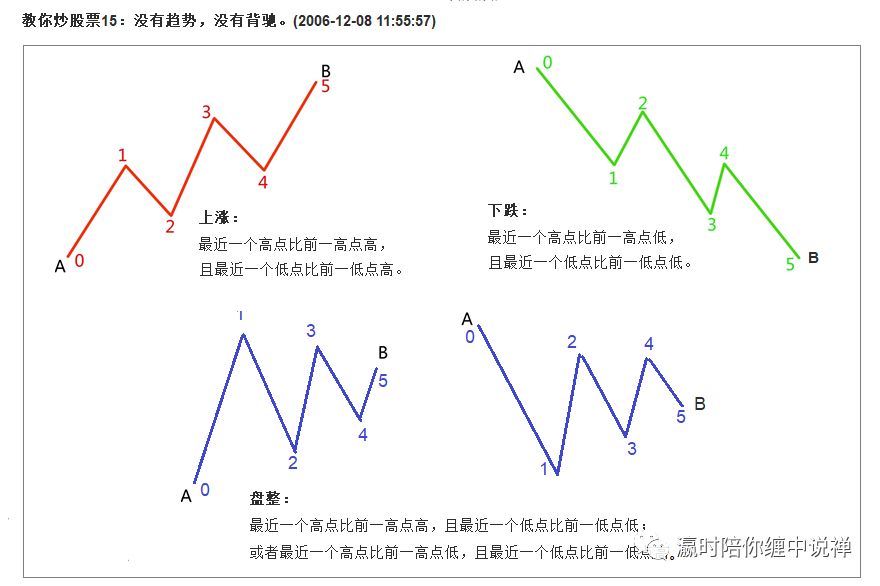 教你炒股票15：没有趋势，没有背驰。(2006-12-08 11:55:57)
B
5
3
1
4
2
A 0
上涨：
最近一个高点比前一高点高，
且最近一个低点比前一低点高。
A 0
2
4
1
3
5 B
下跌：
最近一个高点比前一高点低，
且最近一个低点比前一低点低。
1
3
B
5
4
2
A 0
A
0
2
4
B
5
3
1
盘整：
最近一个高点比前一高点高，且最近一个低点比前一低点低；
或者最近一个高点比前一高点低，且最近一个低点比前一低
瀛时陪你缠中说禅